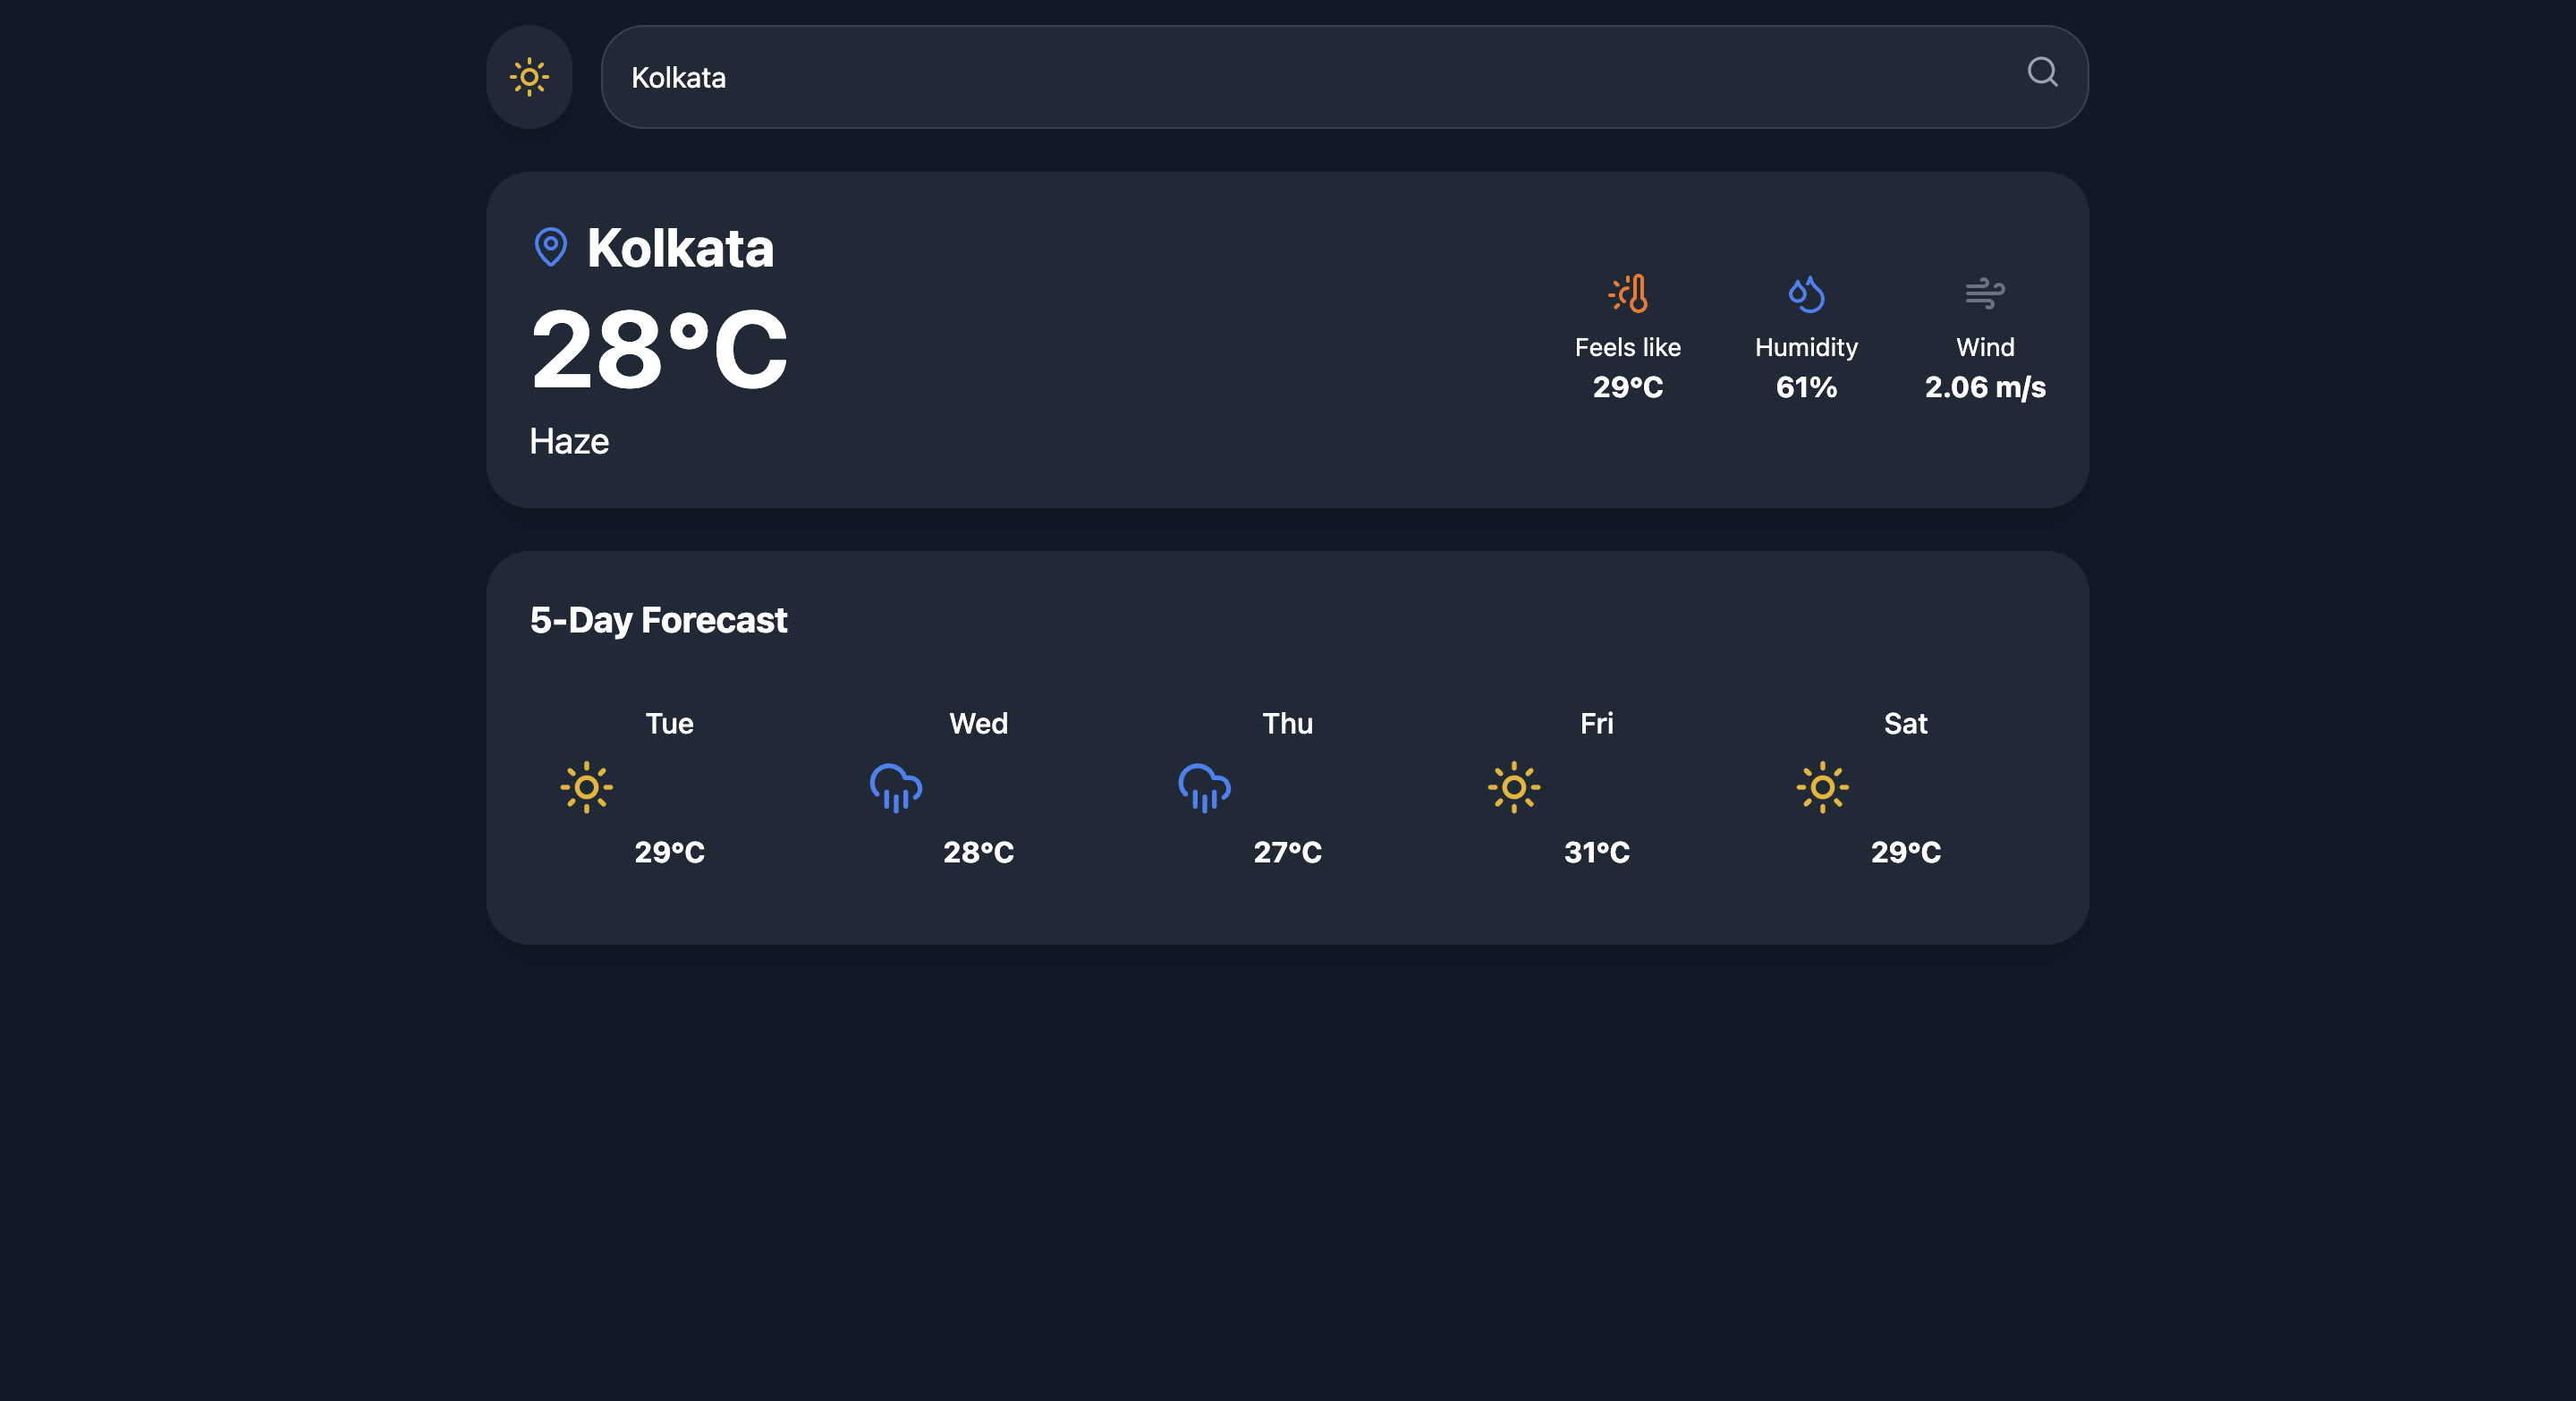 Kolkata
Kolkata
28°C
Haze
Feels like Humidity Wind
29°C 61% 2.06 m/s
5-Day Forecast
Tue Wed Thu Fri Sat
29°C 28°C 27°C 31°C 29°C